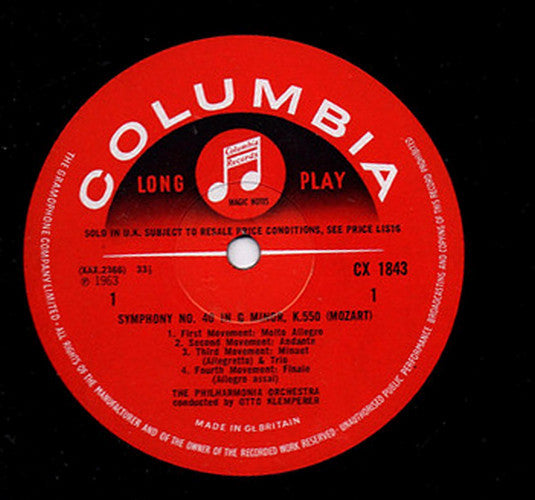 COLUMBIA
Columbia
Records
MAGIC NOTES
LONG PLAY
SOLD IN U.K. SUBJECT TO RESALE PRICE CONDITIONS, SEE PRICE LISTS
(XAX.2366) 33⅓
CX 1843
℗ 1963
1 1
SYMPHONY NO. 40 IN G MINOR, K.550 (MOZART)
1. First Movement: Molto Allegro
2. Second Movement: Andante
3. Third Movement: Minuet
(Allegretto) & Trio
4. Fourth Movement: Finale
(Allegro assai)
THE PHILHARMONIA ORCHESTRA
conducted by OTTO KLEMPERER
MADE IN GT. BRITAIN
THE GRAMOPHONE COMPANY LIMITED · ALL RIGHTS OF THE MANUFACTURER AND OF THE OWNER OF THE RECORDED WORK RESERVED · UNAUTHORISED PUBLIC PERFORMANCE BROADCASTING AND COPYING OF THIS RECORD PROHIBITED